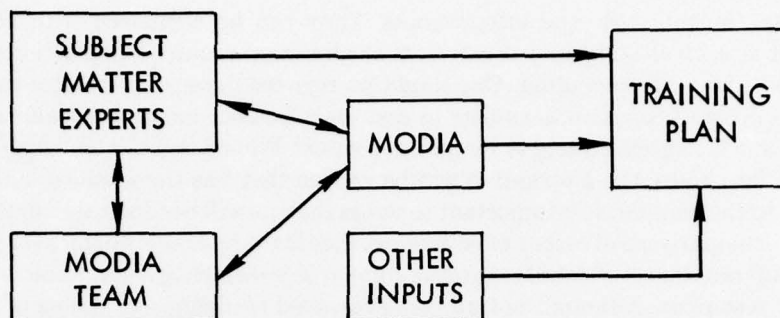 SUBJECT
MATTER
EXPERTS
MODIA
TRAINING
PLAN
MODIA
TEAM
OTHER
INPUTS